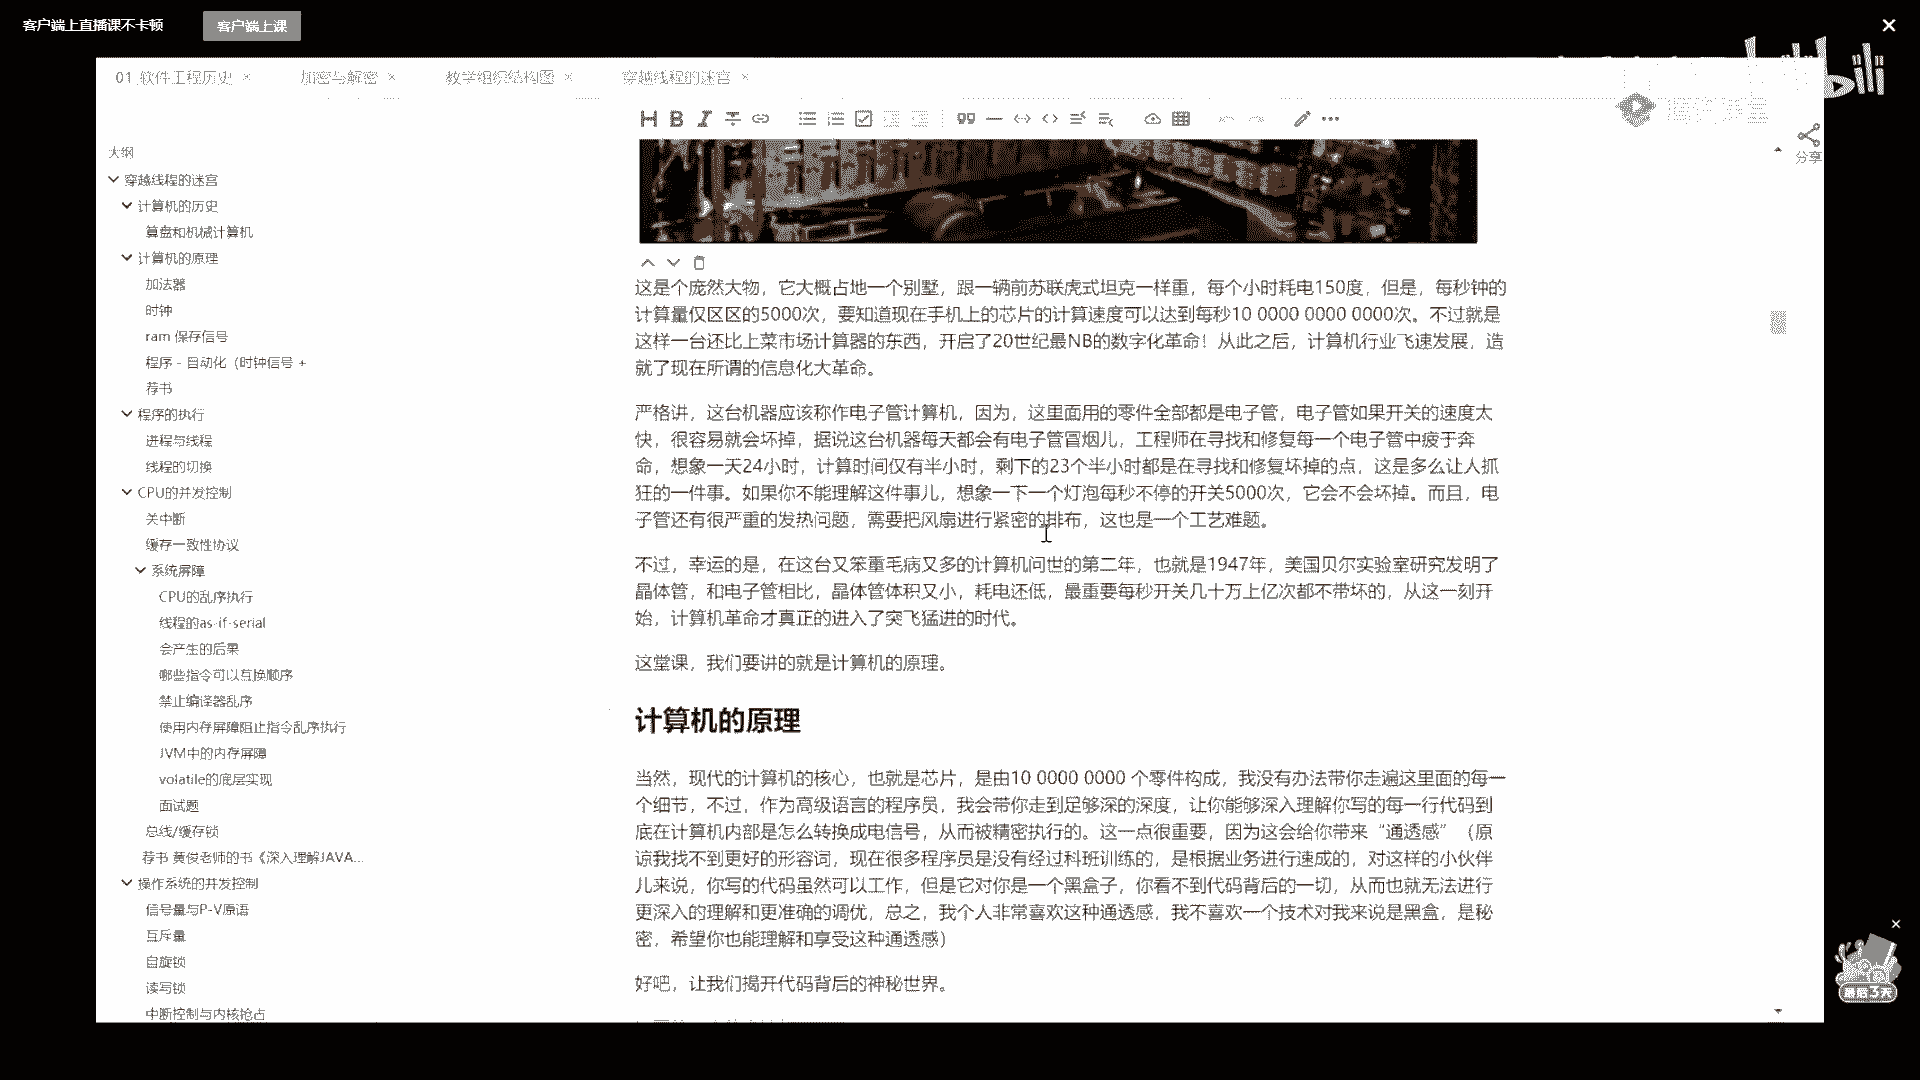 客户端上直播课不卡顿
客户端上课
01 软件工程历史
加密与解密
教学组织结构图
穿越线程的迷宫
bili
分享
大纲
穿越线程的迷宫
计算机的历史
算盘和机械计算机
计算机的原理
加法器
时钟
ram 保存信号
程序 - 自动化（时钟信号 +
荐书
程序的执行
进程与线程
线程的切换
CPU的并发控制
关中断
缓存一致性协议
系统屏障
CPU的乱序执行
线程的as-if-serial
会产生的后果
哪些指令可以互换顺序
禁止编译器乱序
使用内存屏障阻止指令乱序执行
JVM中的内存屏障
volatile的底层实现
面试题
总线/缓存锁
荐书 黄俊老师的书《深入理解JAVA...
操作系统的并发控制
信号量与P-V原语
互斥量
自旋锁
读写锁
中断控制与内核抢占
这是个庞然大物，它大概占地一个别墅，跟一辆前苏联虎式坦克一样重，每个小时耗电150度，但是，每秒钟的
计算量仅区区的5000次，要知道现在手机上的芯片的计算速度可以达到每秒10 0000 0000 0000次。不过就是
这样一台还比上菜市场计算器的东西，开启了20世纪最NB的数字化革命！从此之后，计算机行业飞速发展，造
就了现在所谓的信息化大革命。
严格讲，这台机器应该称作电子管计算机，因为，这里面用的零件全部都是电子管，电子管如果开关的速度太
快，很容易就会坏掉，据说这台机器每天都会有电子管冒烟儿，工程师在寻找和修复每一个电子管中疲于奔
命，想象一天24小时，计算时间仅有半小时，剩下的23个半小时都是在寻找和修复坏掉的点，这是多么让人抓
狂的一件事。如果你不能理解这件事儿，想象一下一个灯泡每秒不停的开关5000次，它会不会坏掉。而且，电
子管还有很严重的发热问题，需要把风扇进行紧密的排布，这也是一个工艺难题。
不过，幸运的是，在这台又笨重毛病又多的计算机问世的第二年，也就是1947年，美国贝尔实验室研究发明了
晶体管，和电子管相比，晶体管体积又小，耗电还低，最重要每秒开关几十万上亿次都不带坏的，从这一刻开
始，计算机革命才真正的进入了突飞猛进的时代。
这堂课，我们要讲的就是计算机的原理。
计算机的原理
当然，现代的计算机的核心，也就是芯片，是由10 0000 0000 个零件构成，我没有办法带你走遍这里面的每一
个细节，不过，作为高级语言的程序员，我会带你走到足够深的深度，让你能够深入理解你写的每一行代码到
底在计算机内部是怎么转换成电信号，从而被精密执行的。这一点很重要，因为这会给你带来“通透感”（原
谅我找不到更好的形容词，现在很多程序员是没有经过科班训练的，是根据业务进行速成的，对这样的小伙伴
儿来说，你写的代码虽然可以工作，但是它对你是一个黑盒子，你看不到代码背后的一切，从而也就无法进行
更深入的理解和更准确的调优，总之，我个人非常喜欢这种通透感，我不喜欢一个技术对我来说是黑盒，是秘
密，希望你也能理解和享受这种通透感）
好吧，让我们揭开代码背后的神秘世界。
最后3天